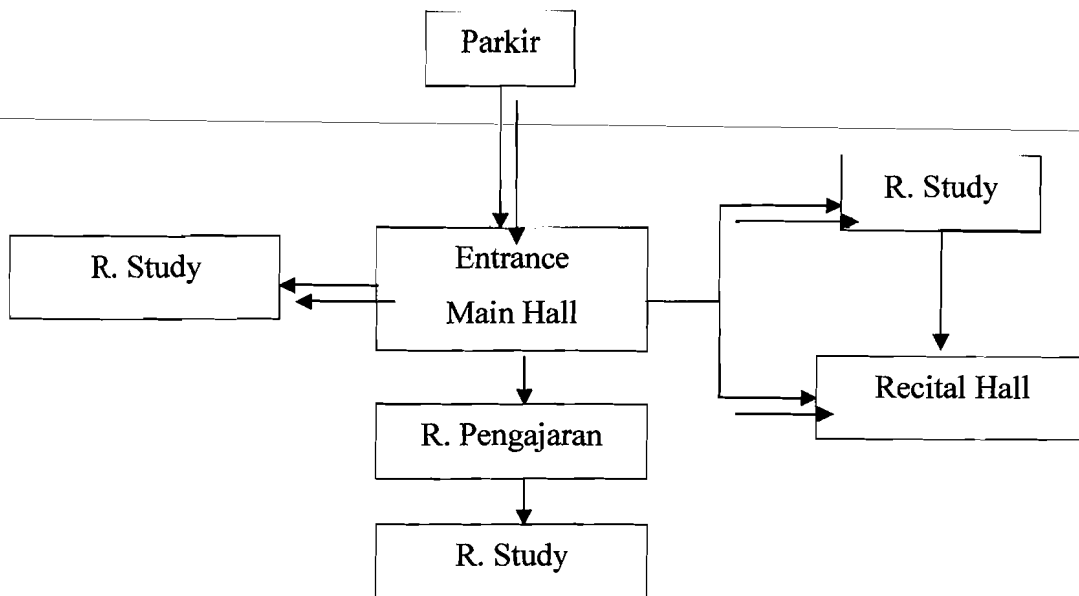 Parkir
R. Study
R. Study
Entrance
Main Hall
Recital Hall
R. Pengajaran
R. Study